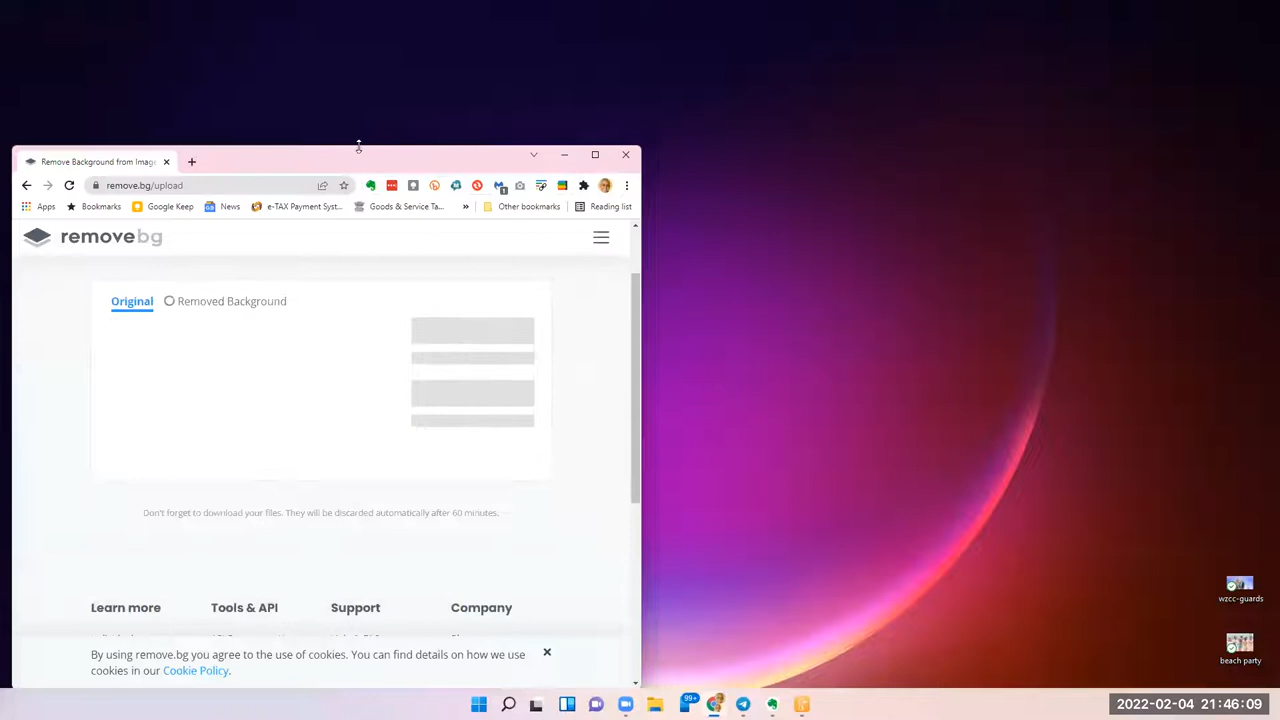 Remove Background from Imag
remove.bg/upload
1
Apps
Bookmarks
Google Keep
News
e-TAX Payment Syst...
Goods & Service Ta...
»
Other bookmarks
Reading list
removebg
Original
Removed Background
Don't forget to download your files. They will be discarded automatically after 60 minutes.
Learn more
Tools & API
Support
Company
By using remove.bg you agree to the use of cookies. You can find details on how we use
cookies in our Cookie Policy.
wzcc-guards
beach party
99+
2022-02-04 21:46:09